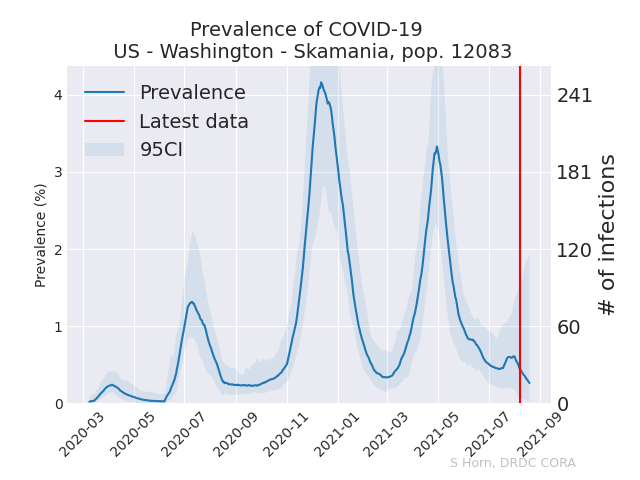 Prevalence of COVID-19
US - Washington - Skamania, pop. 12083
Prevalence
Latest data
95CI
Prevalence (%)
4
3
2
1
0
241
181
120
60
0
# of infections
2020-03
2020-05
2020-07
2020-09
2020-11
2021-01
2021-03
2021-05
2021-07
2021-09
S Horn, DRDC CORA